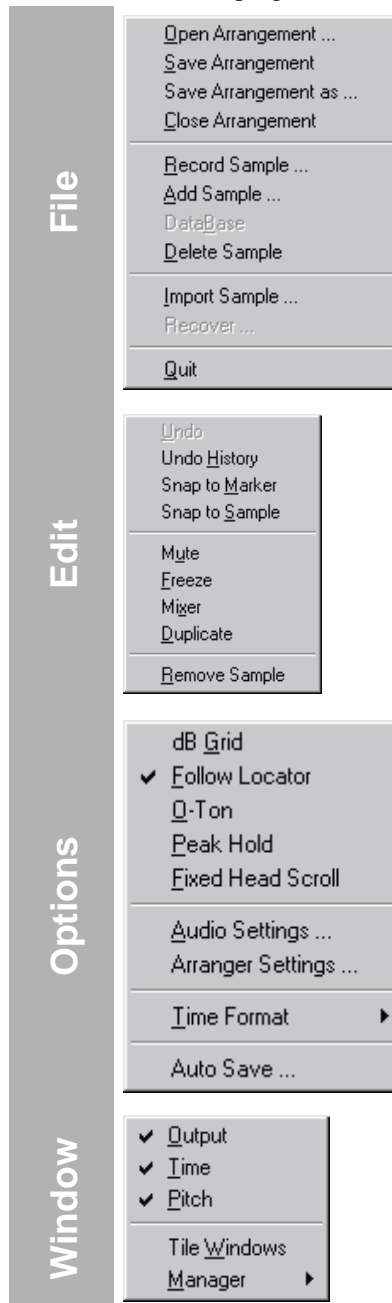 File
Open Arrangement ...
Save Arrangement
Save Arrangement as ...
Close Arrangement
Record Sample ...
Add Sample ...
DataBase
Delete Sample
Import Sample ...
Recover ...
Quit
Edit
Undo
Undo History
Snap to Marker
Snap to Sample
Mute
Freeze
Mixer
Duplicate
Remove Sample
Options
dB Grid
Follow Locator
O-Ton
Peak Hold
Fixed Head Scroll
Audio Settings ...
Arranger Settings ...
Time Format
Auto Save ...
Window
Output
Time
Pitch
Tile Windows
Manager